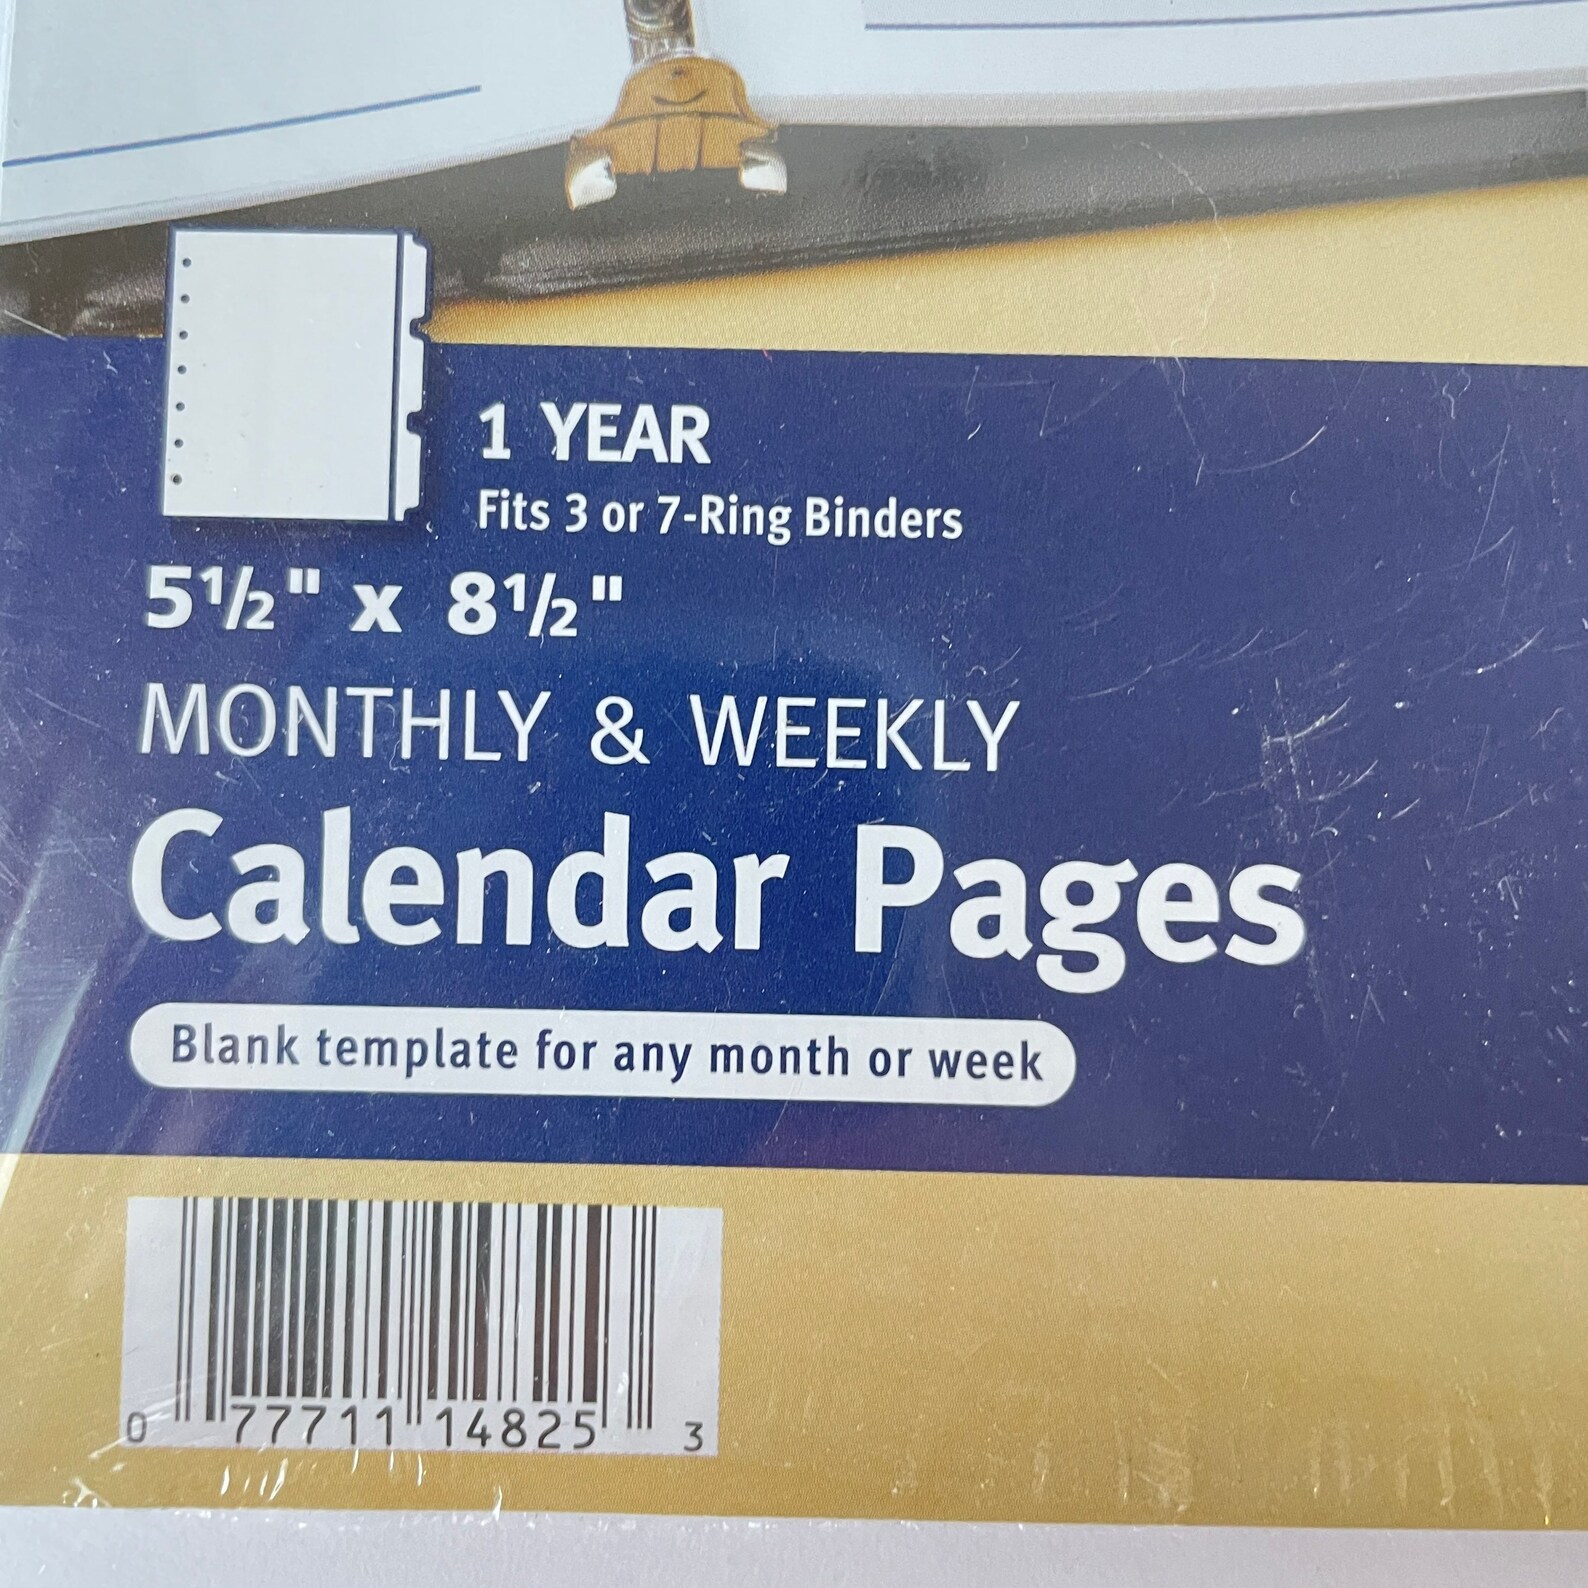 1 YEAR
Fits 3 or 7-Ring Binders
5½" x 8½"
MONTHLY & WEEKLY
Calendar Pages
Blank template for any month or week
0 77711 14825 3